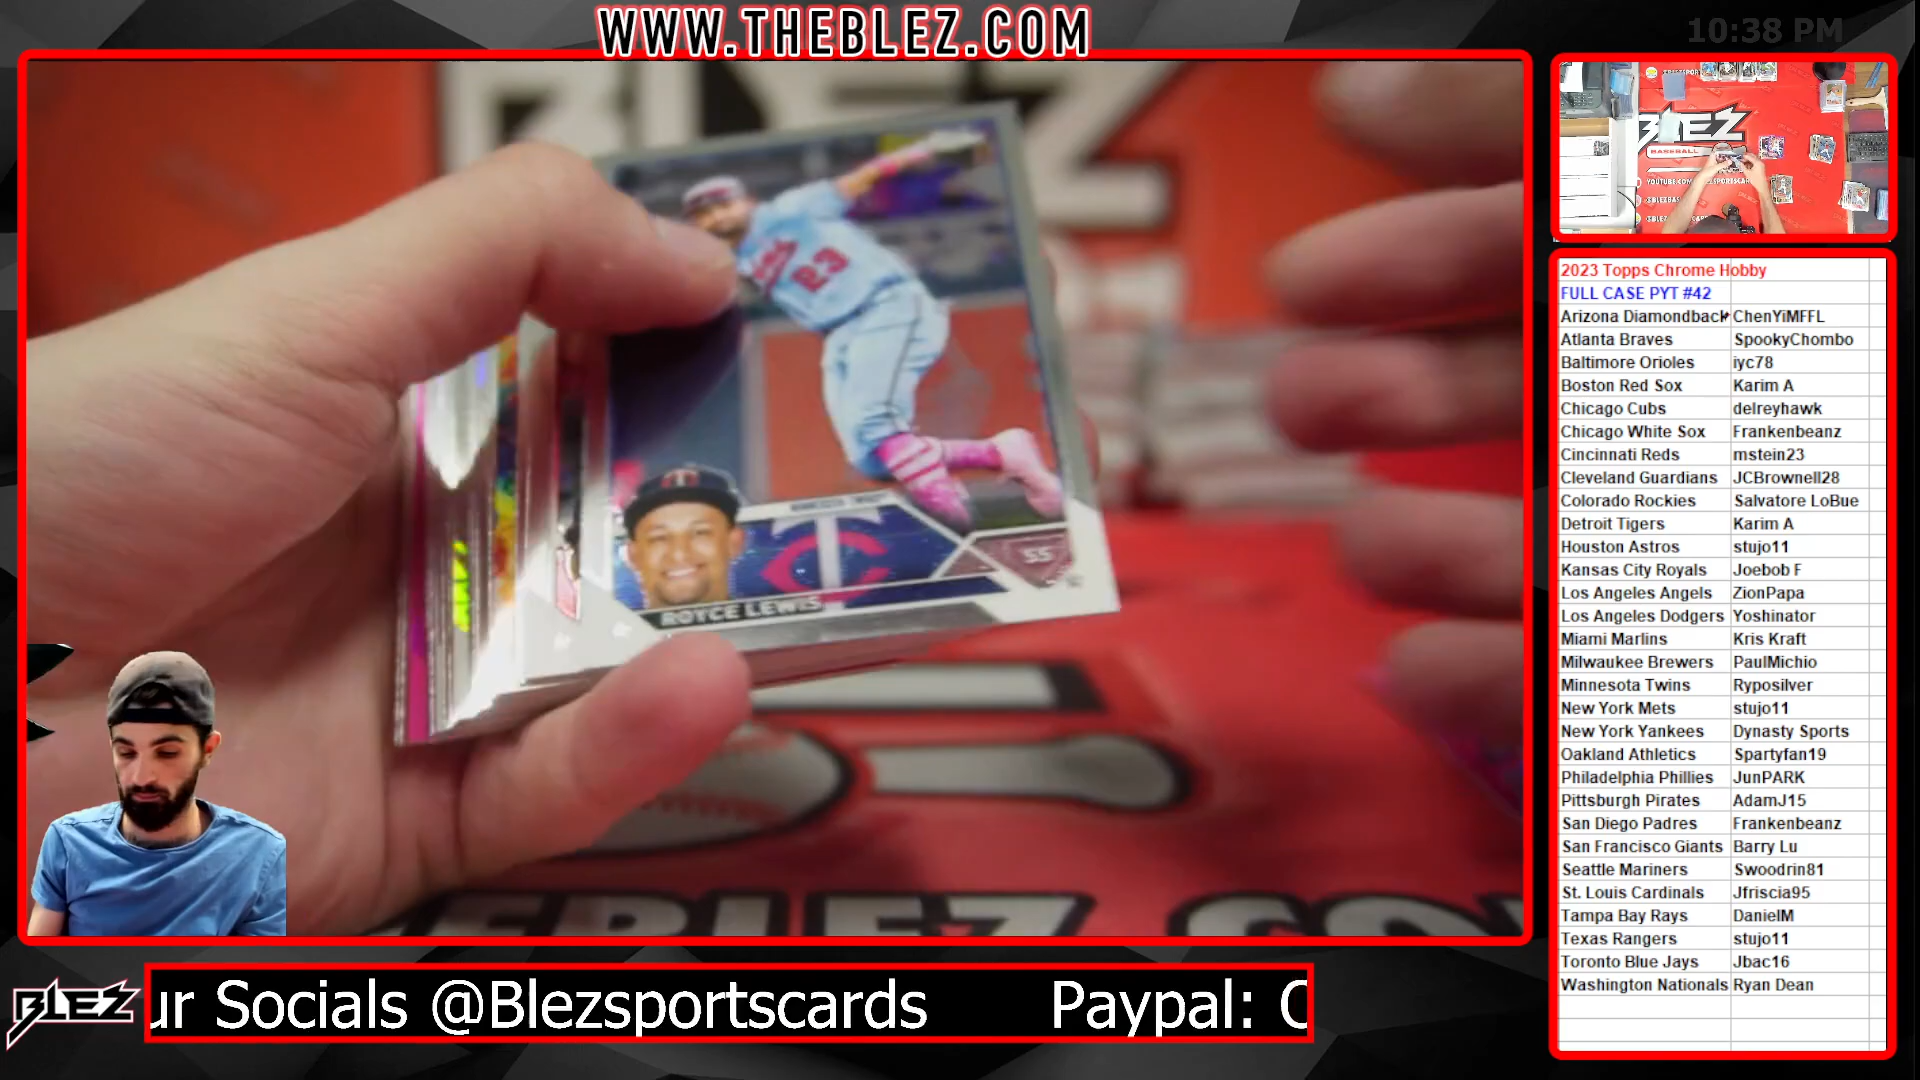 WWW.THEBLEZ.COM
10:38 PM
23
SS
ROYCE LEWIS
BLEZ
BASEBALL
2023 Topps Chrome Hobby
FULL CASE PYT #42
Arizona Diamondback ChenYiMFFL
Atlanta Braves SpookyChombo
Baltimore Orioles iyc78
Boston Red Sox Karim A
Chicago Cubs delreyhawk
Chicago White Sox Frankenbeanz
Cincinnati Reds mstein23
Cleveland Guardians JCBrownell28
Colorado Rockies Salvatore LoBue
Detroit Tigers Karim A
Houston Astros stujo11
Kansas City Royals Joebob F
Los Angeles Angels ZionPapa
Los Angeles Dodgers Yoshinator
Miami Marlins Kris Kraft
Milwaukee Brewers PaulMichio
Minnesota Twins Ryposilver
New York Mets stujo11
New York Yankees Dynasty Sports
Oakland Athletics Spartyfan19
Philadelphia Phillies JunPARK
Pittsburgh Pirates AdamJ15
San Diego Padres Frankenbeanz
San Francisco Giants Barry Lu
Seattle Mariners Swoodrin81
St. Louis Cardinals Jfriscia95
Tampa Bay Rays DanielM
Texas Rangers stujo11
Toronto Blue Jays Jbac16
Washington Nationals Ryan Dean
BLEZ
ur Socials @Blezsportscards Paypal: C